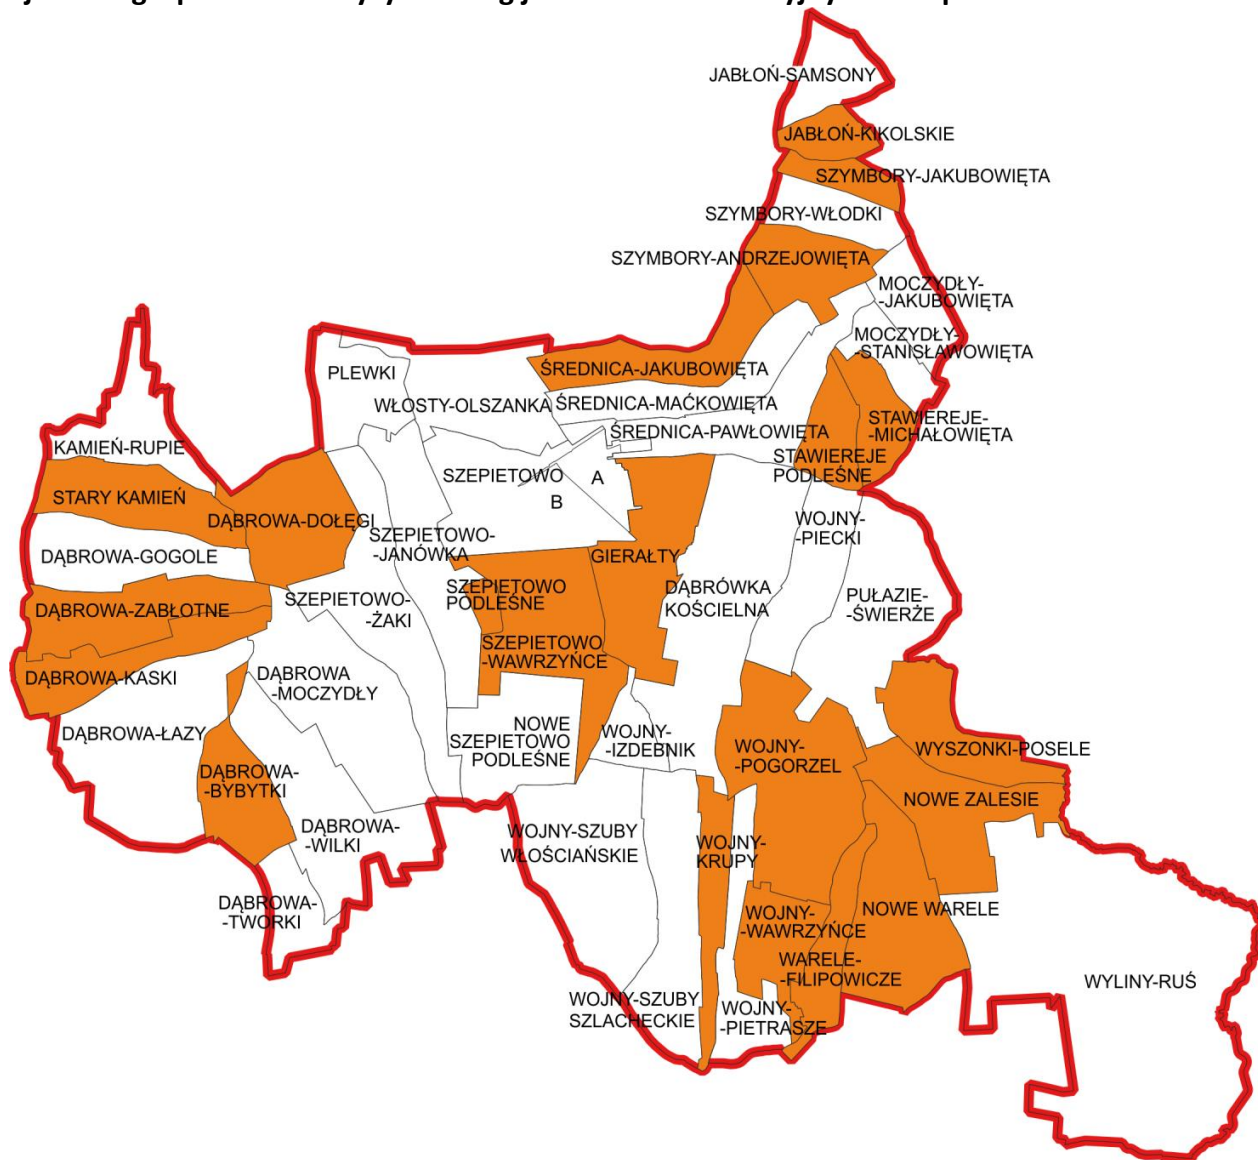 JABŁOŃ-SAMSONY
JABŁOŃ-KIKOLSKIE
SZYMBORY-JAKUBOWIĘTA
SZYMBORY-WŁODKI
SZYMBORY-ANDRZEJOWIĘTA
MOCZYDŁY-
-JAKUBOWIĘTA
MOCZYDŁY-
-STANISŁAWOWIĘTA
PLEWKI
ŚREDNICA-JAKUBOWIĘTA
WŁOSTY-OLSZANKA
ŚREDNICA-MAĆKOWIĘTA
STAWIEREJE-
-MICHAŁOWIĘTA
ŚREDNICA-PAWŁOWIĘTA
KAMIEŃ-RUPIE
STAWIEREJE
PODLEŚNE
SZEPIETOWO
A
B
STARY KAMIEŃ
DĄBROWA-DOŁĘGI
WOJNY-
-PIECKI
SZEPIETOWO-
-JANÓWKA
DĄBROWA-GOGOLE
GIERAŁTY
SZEPIETOWO
PODLEŚNE
DĄBRÓWKA
KOŚCIELNA
PUŁAZIE-
-ŚWIERŻE
SZEPIETOWO-
-ŻAKI
DĄBROWA-ZABŁOTNE
SZEPIETOWO
-WAWRZYŃCE
DĄBROWA-KASKI
DĄBROWA
-MOCZYDŁY
DĄBROWA-ŁAZY
NOWE
SZEPIETOWO
PODLEŚNE
WOJNY-
-IZDEBNIK
WOJNY-
-POGORZEL
WYSZONKI-POSELE
DĄBROWA-
-BYBYTKI
NOWE ZALESIE
DĄBROWA-
-WILKI
WOJNY-SZUBY
WŁOŚCIAŃSKIE
WOJNY-
KRUPY
DĄBROWA-
-TWORKI
WOJNY-
-WAWRZYŃCE
NOWE WARELE
WARELE-
-FILIPOWICZE
WYLINY-RUŚ
WOJNY-SZUBY
SZLACHECKIE
WOJNY-
-PIETRASZE